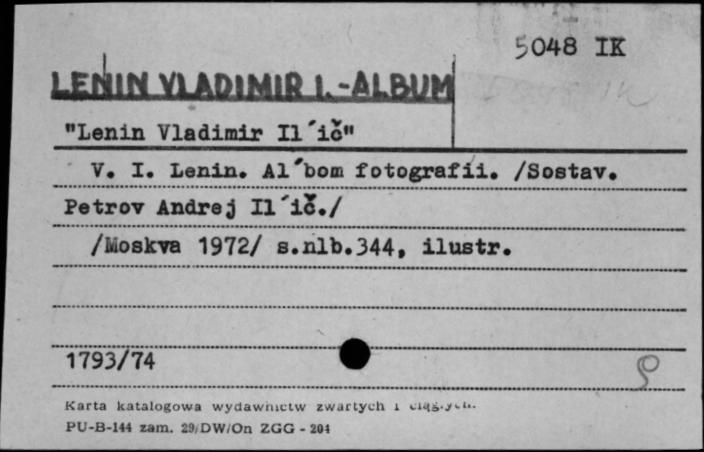 5048 IK
LENIN VLADIMIR I.-ALBUM
"Lenin Vladimir Il´ič"
V. I. Lenin. Al´bom fotografii. /Sostav.
Petrov Andrej Il´ič./
/Moskva 1972/ s.nlb.344, ilustr.
1793/74
Karta katalogowa wydawnictw zwartych i ciągłych.
PU-B-144 zam. 29/DW/On ZGG - 204